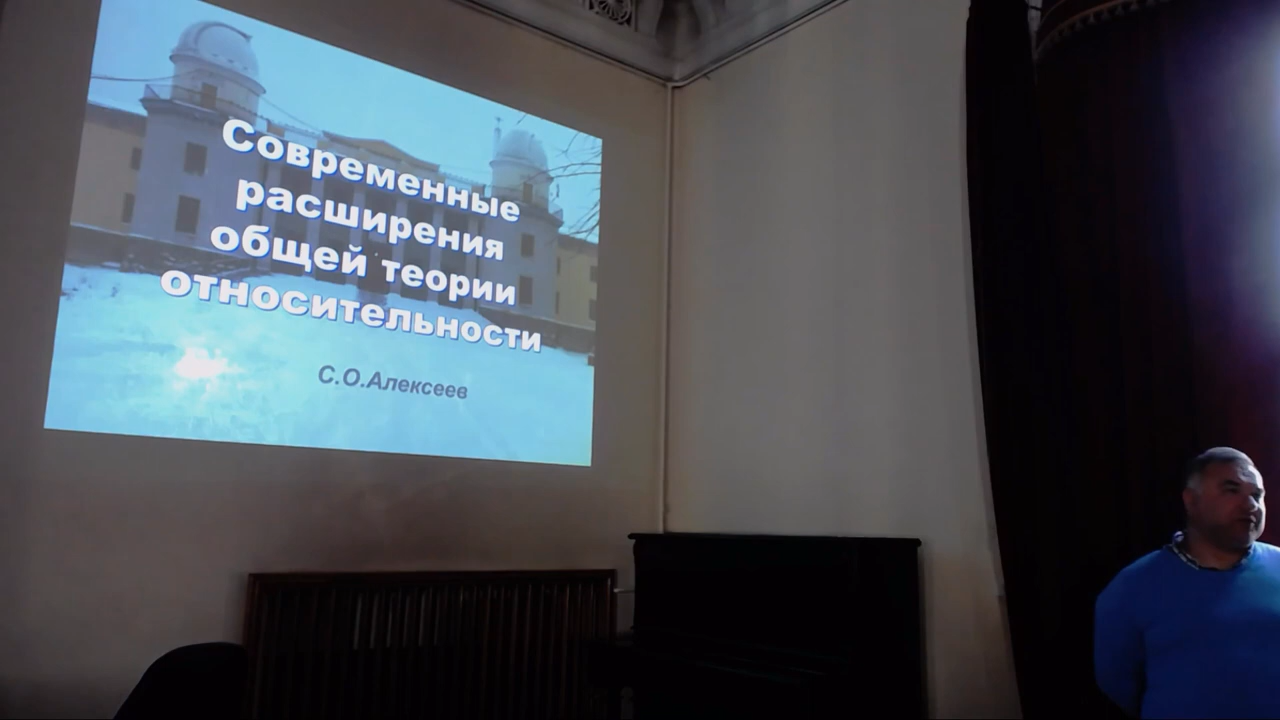 Современные
расширения
общей теории
относительности
С.О.Алексеев